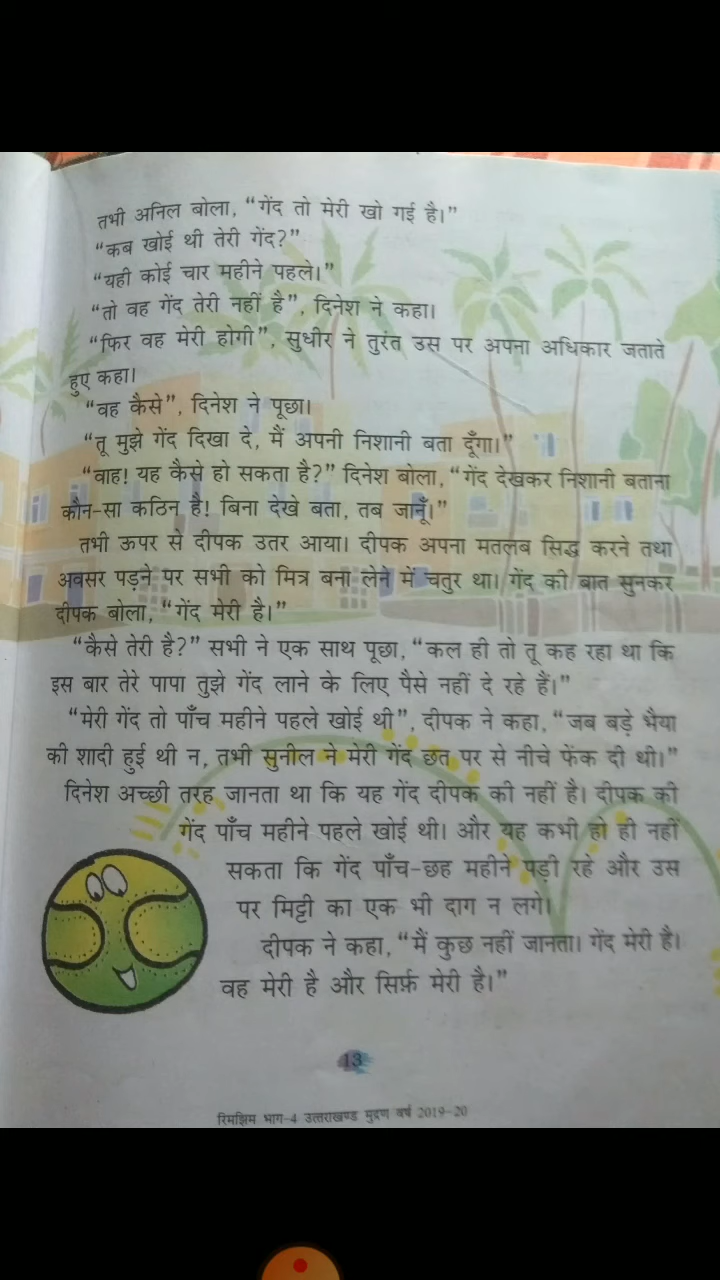 तभी अनिल बोला, “गेंद तो मेरी खो गई है।”
“कब खोई थी तेरी गेंद?”
“यही कोई चार महीने पहले।”
“तो वह गेंद तेरी नहीं है”, दिनेश ने कहा।
“फिर वह मेरी होगी”, सुधीर ने तुरंत उस पर अपना अधिकार जताते
हुए कहा।
“वह कैसे”, दिनेश ने पूछा।
“तू मुझे गेंद दिखा दे, मैं अपनी निशानी बता दूँगा।”
“वाह! यह कैसे हो सकता है?” दिनेश बोला, “गेंद देखकर निशानी बताना
कौन-सा कठिन है! बिना देखे बता, तब जानूँ।”
तभी ऊपर से दीपक उतर आया। दीपक अपना मतलब सिद्ध करने तथा
अवसर पड़ने पर सभी को मित्र बना लेने में चतुर था। गेंद की बात सुनकर
दीपक बोला, “गेंद मेरी है।”
“कैसे तेरी है?” सभी ने एक साथ पूछा, “कल ही तो तू कह रहा था कि
इस बार तेरे पापा तुझे गेंद लाने के लिए पैसे नहीं दे रहे हैं।”
“मेरी गेंद तो पाँच महीने पहले खोई थी”, दीपक ने कहा, “जब बड़े भैया
की शादी हुई थी न, तभी सुनील ने मेरी गेंद छत पर से नीचे फेंक दी थी।”
दिनेश अच्छी तरह जानता था कि यह गेंद दीपक की नहीं है। दीपक की
गेंद पाँच महीने पहले खोई थी। और यह कभी हो ही नहीं
सकता कि गेंद पाँच-छह महीने पड़ी रहे और उस
पर मिट्टी का एक भी दाग न लगे।
दीपक ने कहा, “मैं कुछ नहीं जानता। गेंद मेरी है।
वह मेरी है और सिर्फ़ मेरी है।”
13
रिमझिम भाग-4 उत्तराखण्ड मुद्रण वर्ष 2019-20